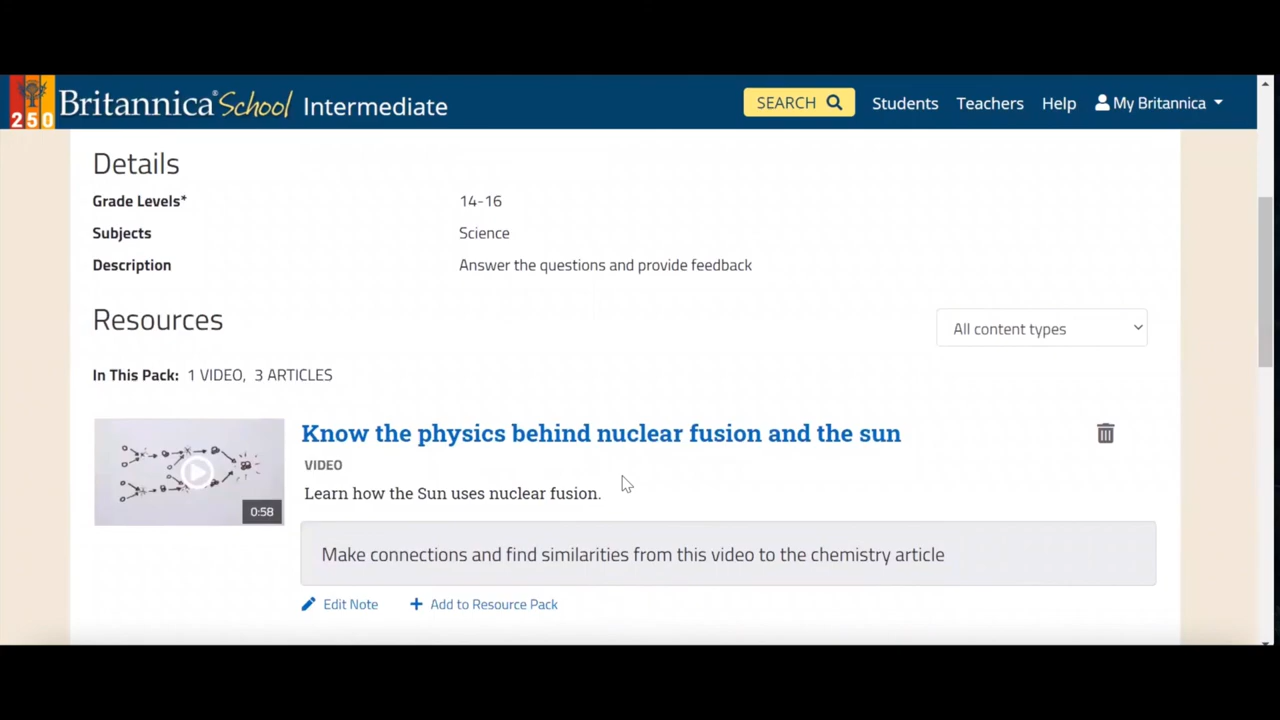 250 Britannica® School Intermediate SEARCH Students Teachers Help My Britannica
Details
Grade Levels* 14-16
Subjects Science
Description Answer the questions and provide feedback
Resources
All content types
In This Pack: 1 VIDEO, 3 ARTICLES
Know the physics behind nuclear fusion and the sun
VIDEO
Learn how the Sun uses nuclear fusion.
0:58
Make connections and find similarities from this video to the chemistry article
Edit Note + Add to Resource Pack